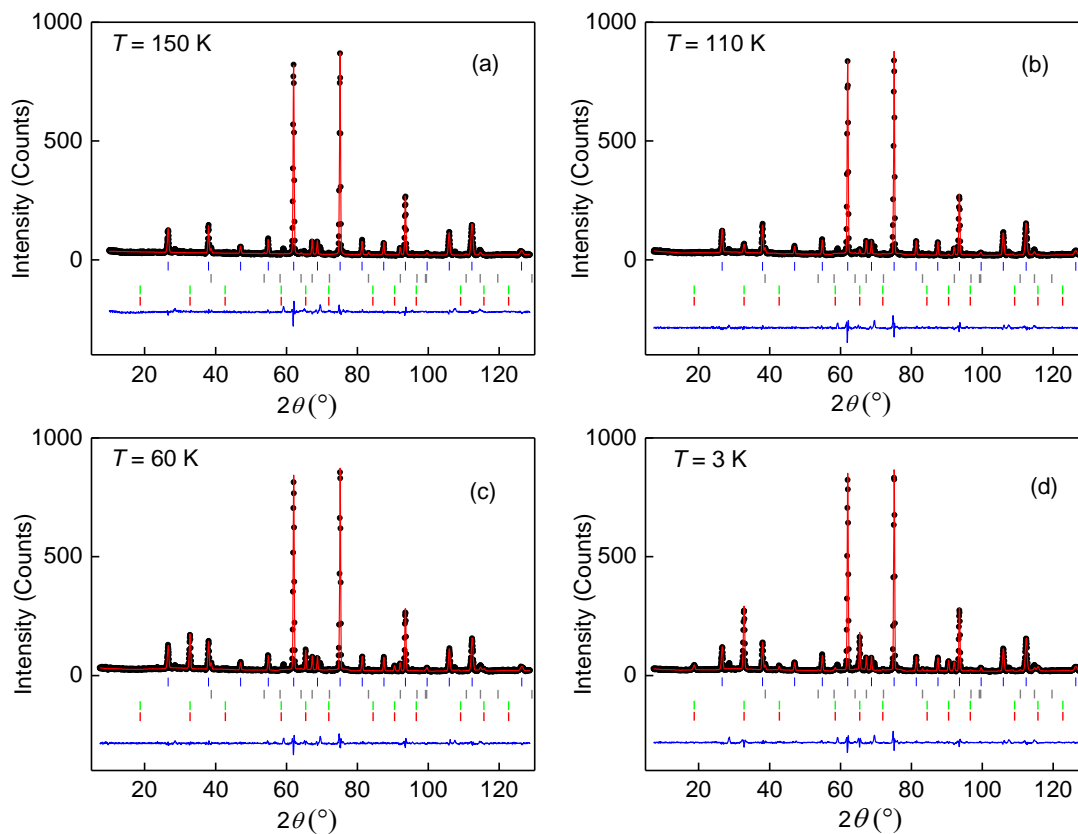 T = 150 K
(a)
Intensity (Counts)
1000
500
0
20 40 60 80 100 120
2θ (°)
T = 110 K
(b)
Intensity (Counts)
1000
500
0
20 40 60 80 100 120
2θ (°)
T = 60 K
(c)
Intensity (Counts)
1000
500
0
20 40 60 80 100 120
2θ (°)
T = 3 K
(d)
Intensity (Counts)
1000
500
0
20 40 60 80 100 120
2θ (°)